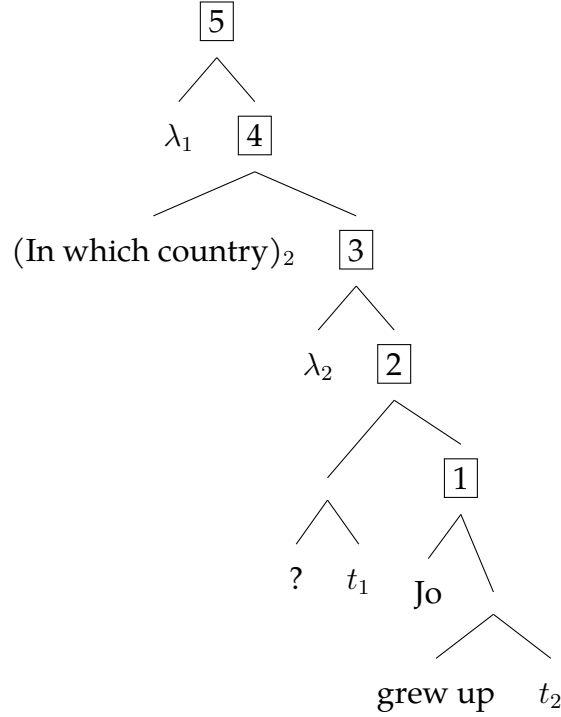 5
λ₁ 4
(In which country)₂ 3
λ₂ 2
1
? t₁ Jo
grew up t₂